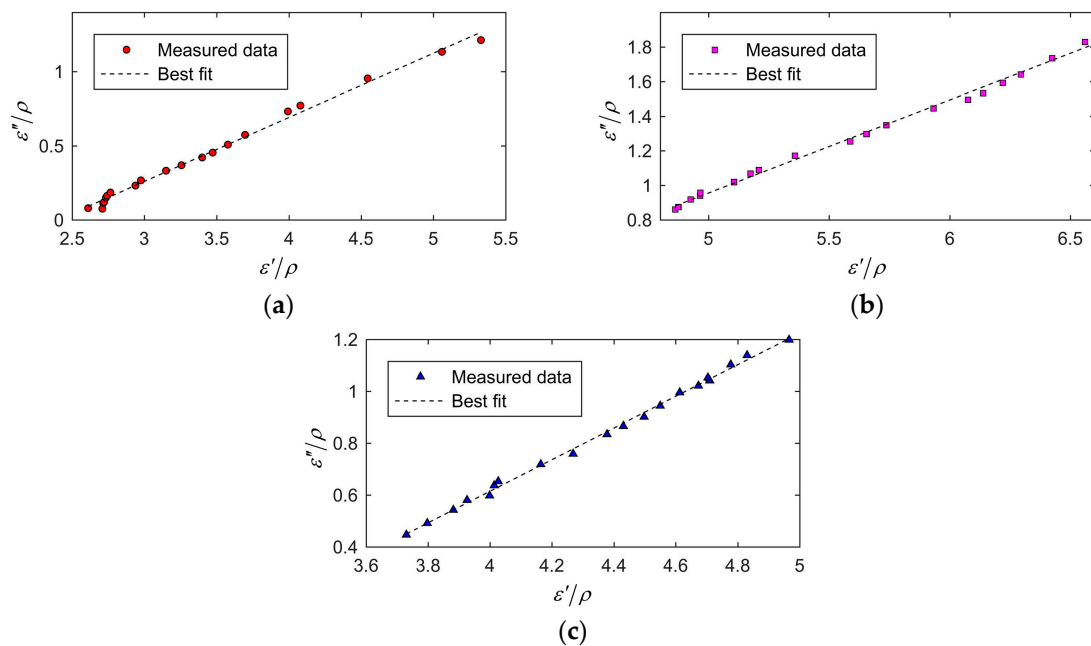 (a)
Measured data
Best fit
ε″/ρ
1
0.5
0
2.5 3 3.5 4 4.5 5 5.5
ε′/ρ
(b)
Measured data
Best fit
ε″/ρ
1.8
1.6
1.4
1.2
1
0.8
5 5.5 6 6.5
ε′/ρ
Measured data
Best fit
ε″/ρ
1.2
1
0.8
0.6
0.4
3.6 3.8 4 4.2 4.4 4.6 4.8 5
ε′/ρ
(c)